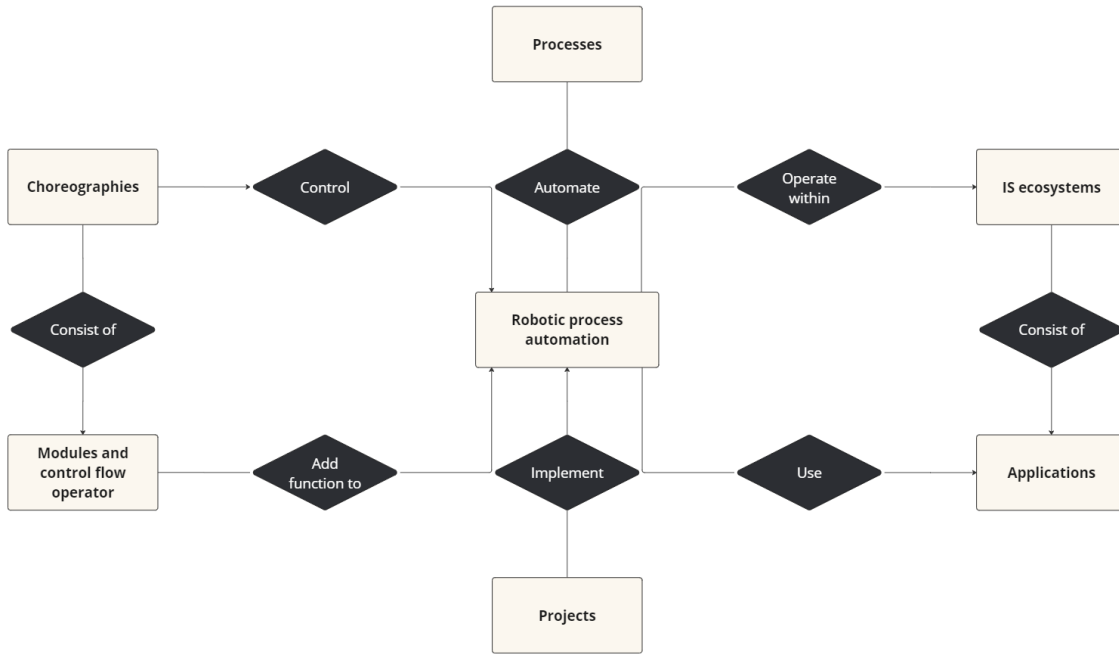 Processes
Choreographies
Control
Automate
Operate
within
IS ecosystems
Consist of
Robotic process
automation
Consist of
Modules and
control flow
operator
Add
function to
Implement
Use
Applications
Projects